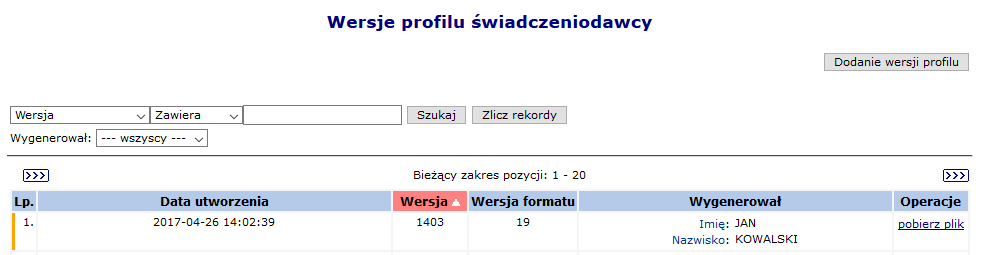 Wersje profilu świadczeniodawcy
Dodanie wersji profilu
Wersja Zawiera Szukaj Zlicz rekordy
Wygenerował: --- wszyscy ---
>>> Bieżący zakres pozycji: 1 - 20 >>>
Lp. Data utworzenia Wersja Wersja formatu Wygenerował Operacje
1. 2017-04-26 14:02:39 1403 19 Imię: JAN pobierz plik
Nazwisko: KOWALSKI